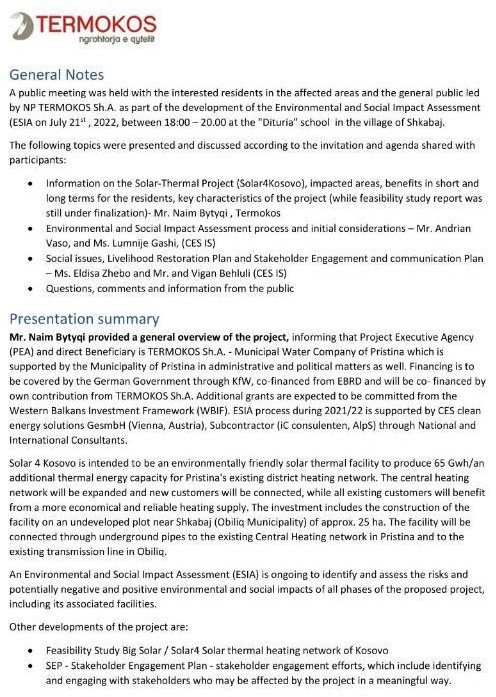 TERMOKOS
ngrohtorja e qytetit
General Notes
A public meeting was held with the interested residents in the affected areas and the general public led
by NP TERMOKOS Sh.A. as part of the development of the Environmental and Social Impact Assessment
(ESIA on July 21st , 2022, between 18:00 – 20.00 at the "Dituria" school in the village of Shkabaj.
The following topics were presented and discussed according to the invitation and agenda shared with
participants:
• Information on the Solar-Thermal Project (Solar4Kosovo), impacted areas, benefits in short and
long terms for the residents, key characteristics of the project (while feasibility study report was
still under finalization)- Mr. Naim Bytyqi , Termokos
• Environmental and Social Impact Assessment process and initial considerations – Mr. Andrian
Vaso, and Ms. Lumnije Gashi, (CES IS)
• Social issues, Livelihood Restoration Plan and Stakeholder Engagement and communication Plan
– Ms. Eldisa Zhebo and Mr. and Vigan Behluli (CES IS)
• Questions, comments and information from the public
Presentation summary
Mr. Naim Bytyqi provided a general overview of the project, informing that Project Executive Agency
(PEA) and direct Beneficiary is TERMOKOS Sh.A. - Municipal Water Company of Pristina which is
supported by the Municipality of Pristina in administrative and political matters as well. Financing is to
be covered by the German Government through KfW, co-financed from EBRD and will be co- financed by
own contribution from TERMOKOS Sh.A. Additional grants are expected to be committed from the
Western Balkans Investment Framework (WBIF). ESIA process during 2021/22 is supported by CES clean
energy solutions GesmbH (Vienna, Austria), Subcontractor (iC consulenten, AlpS) through National and
International Consultants.
Solar 4 Kosovo is intended to be an environmentally friendly solar thermal facility to produce 65 Gwh/an
additional thermal energy capacity for Pristina's existing district heating network. The central heating
network will be expanded and new customers will be connected, while all existing customers will benefit
from a more economical and reliable heating supply. The investment includes the construction of the
facility on an undeveloped plot near Shkabaj (Obiliq Municipality) of approx. 25 ha. The facility will be
connected through underground pipes to the existing Central Heating network in Pristina and to the
existing transmission line in Obiliq.
An Environmental and Social Impact Assessment (ESIA) is ongoing to identify and assess the risks and
potentially negative and positive environmental and social impacts of all phases of the proposed project,
including its associated facilities.
Other developments of the project are:
• Feasibility Study Big Solar / Solar4 Solar thermal heating network of Kosovo
• SEP - Stakeholder Engagement Plan - stakeholder engagement efforts, which include identifying
and engaging with stakeholders who may be affected by the project in a meaningful way.